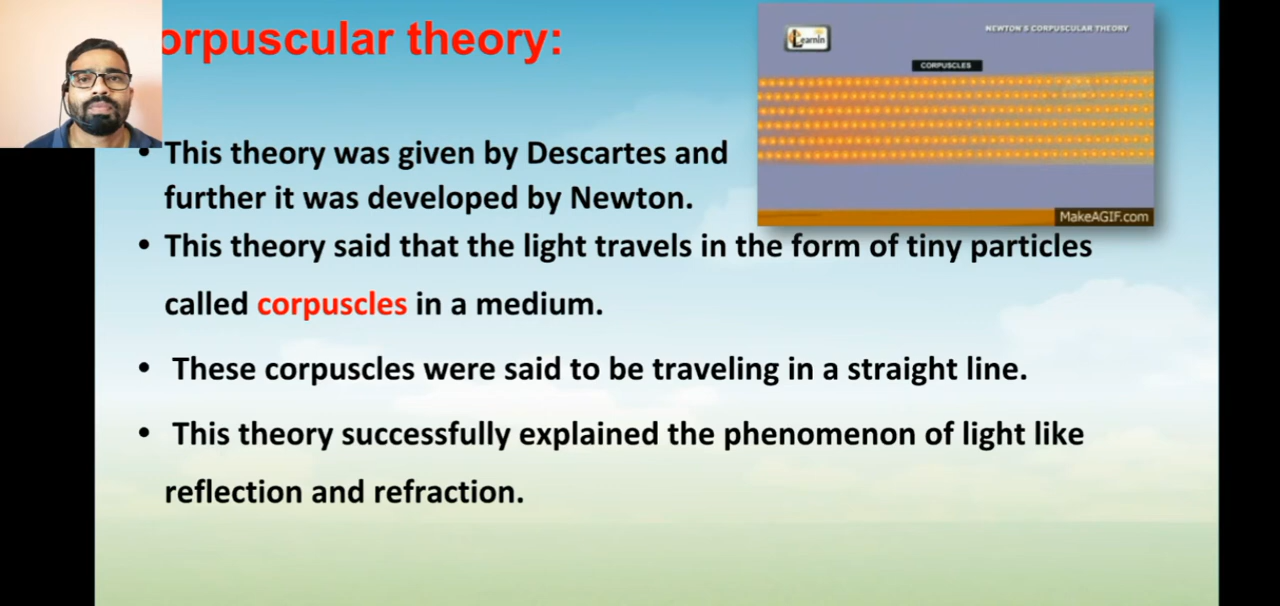 orpuscular theory:
Learnin
NEWTON'S CORPUSCULAR THEORY
CORPUSCLES
MakeAGIF.com
• This theory was given by Descartes and
further it was developed by Newton.
• This theory said that the light travels in the form of tiny particles
called corpuscles in a medium.
• These corpuscles were said to be traveling in a straight line.
• This theory successfully explained the phenomenon of light like
reflection and refraction.